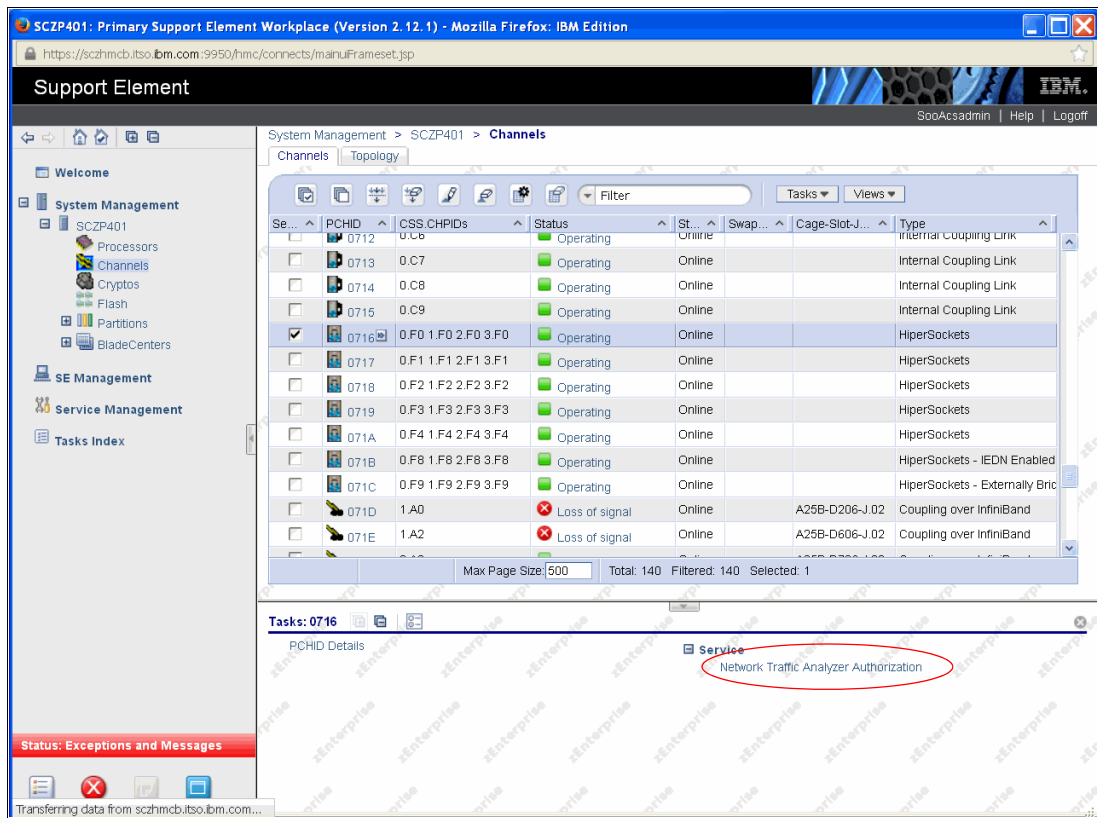 SCZP401: Primary Support Element Workplace (Version 2.12.1) - Mozilla Firefox: IBM Edition
https://sczhmcb.itso.ibm.com:9950/hmc/connects/mainuiFrameset.jsp
Support Element
IBM.
SooAcsadmin | Help | Logoff
System Management > SCZP401 > Channels
Channels Topology
Welcome
System Management
SCZP401
Processors
Channels
Cryptos
Flash
Partitions
BladeCenters
SE Management
Service Management
Tasks Index
Filter Tasks Views
Se... PCHID CSS.CHPIDs Status St... Swap... Cage-Slot-J... Type
0712 0.C6 Operating Online Internal Coupling Link
0713 0.C7 Operating Online Internal Coupling Link
0714 0.C8 Operating Online Internal Coupling Link
0715 0.C9 Operating Online Internal Coupling Link
0716 0.F0 1.F0 2.F0 3.F0 Operating Online HiperSockets
0717 0.F1 1.F1 2.F1 3.F1 Operating Online HiperSockets
0718 0.F2 1.F2 2.F2 3.F2 Operating Online HiperSockets
0719 0.F3 1.F3 2.F3 3.F3 Operating Online HiperSockets
071A 0.F4 1.F4 2.F4 3.F4 Operating Online HiperSockets
071B 0.F8 1.F8 2.F8 3.F8 Operating Online HiperSockets - IEDN Enabled
071C 0.F9 1.F9 2.F9 3.F9 Operating Online HiperSockets - Externally Bric
071D 1.A0 Loss of signal Online A25B-D206-J.02 Coupling over InfiniBand
071E 1.A2 Loss of signal Online A25B-D606-J.02 Coupling over InfiniBand
Max Page Size: 500 Total: 140 Filtered: 140 Selected: 1
Tasks: 0716
PCHID Details
Service
Network Traffic Analyzer Authorization
Status: Exceptions and Messages
Transferring data from sczhmcb.itso.ibm.com...
zEnterprise